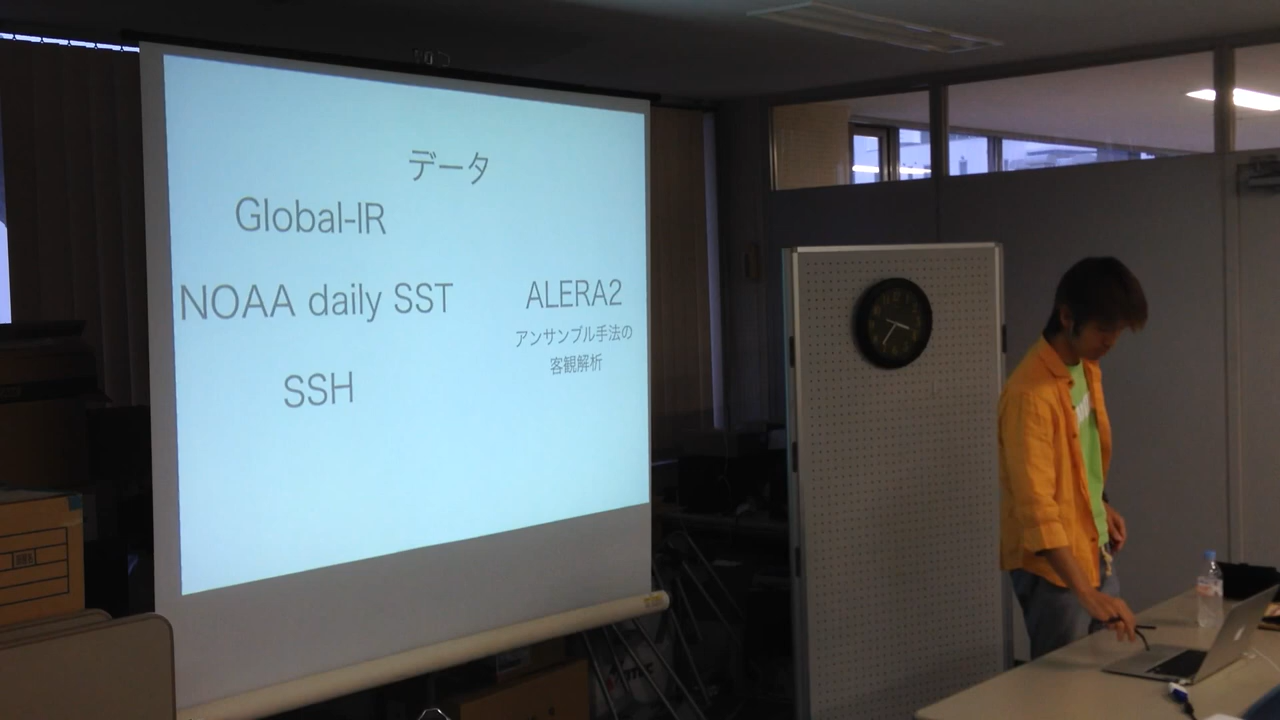 データ
Global-IR
NOAA daily SST
SSH
ALERA2
アンサンブル手法の
客観解析